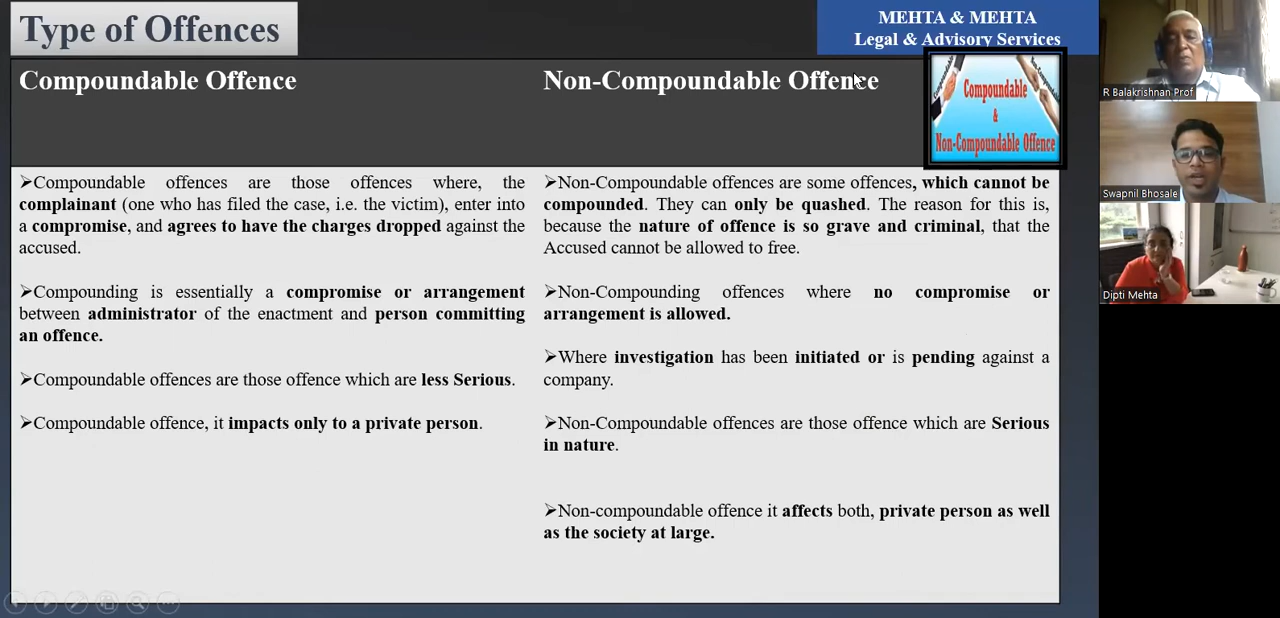 Type of Offences
MEHTA & MEHTA
Legal & Advisory Services
Compoundable Offence
Non-Compoundable Offence
Compoundable
&
Non-Compoundable Offence
➢Compoundable offences are those offences where, the
complainant (one who has filed the case, i.e. the victim), enter into
a compromise, and agrees to have the charges dropped against the
accused.
➢Compounding is essentially a compromise or arrangement
between administrator of the enactment and person committing
an offence.
➢Compoundable offences are those offence which are less Serious.
➢Compoundable offence, it impacts only to a private person.
➢Non-Compoundable offences are some offences, which cannot be
compounded. They can only be quashed. The reason for this is,
because the nature of offence is so grave and criminal, that the
Accused cannot be allowed to free.
➢Non-Compounding offences where no compromise or
arrangement is allowed.
➢Where investigation has been initiated or is pending against a
company.
➢Non-Compoundable offences are those offence which are Serious
in nature.
➢Non-compoundable offence it affects both, private person as well
as the society at large.
R Balakrishnan Prof
Swapnil Bhosale
Dipti Mehta